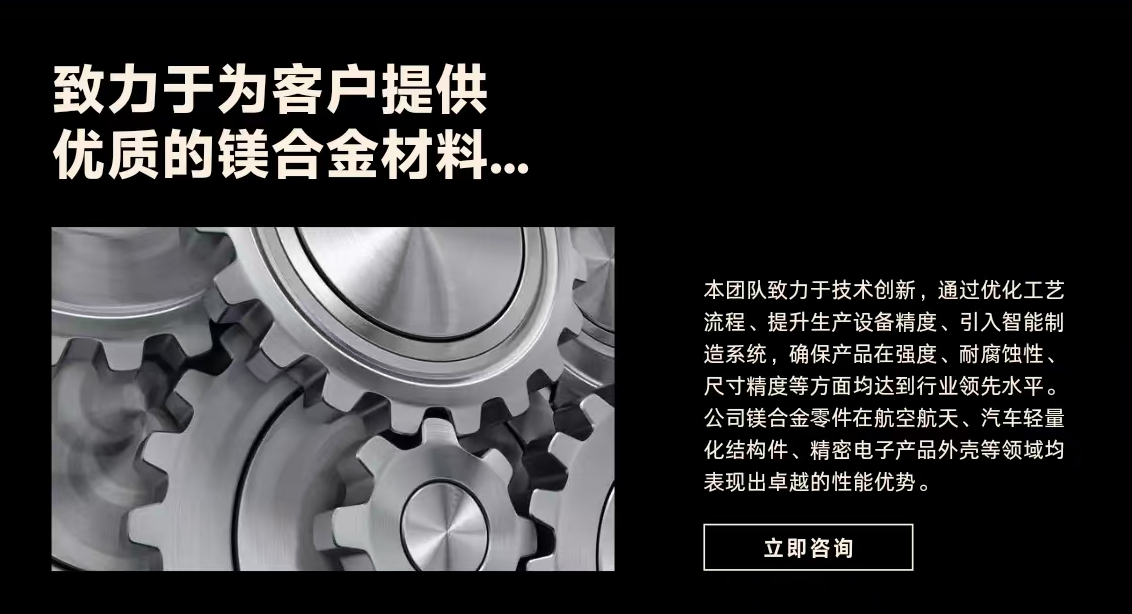 致力于为客户提供
优质的镁合金材料...
本团队致力于技术创新，通过优化工艺
流程、提升生产设备精度、引入智能制
造系统，确保产品在强度、耐腐蚀性、
尺寸精度等方面均达到行业领先水平。
公司镁合金零件在航空航天、汽车轻量
化结构件、精密电子产品外壳等领域均
表现出卓越的性能优势。
立即咨询